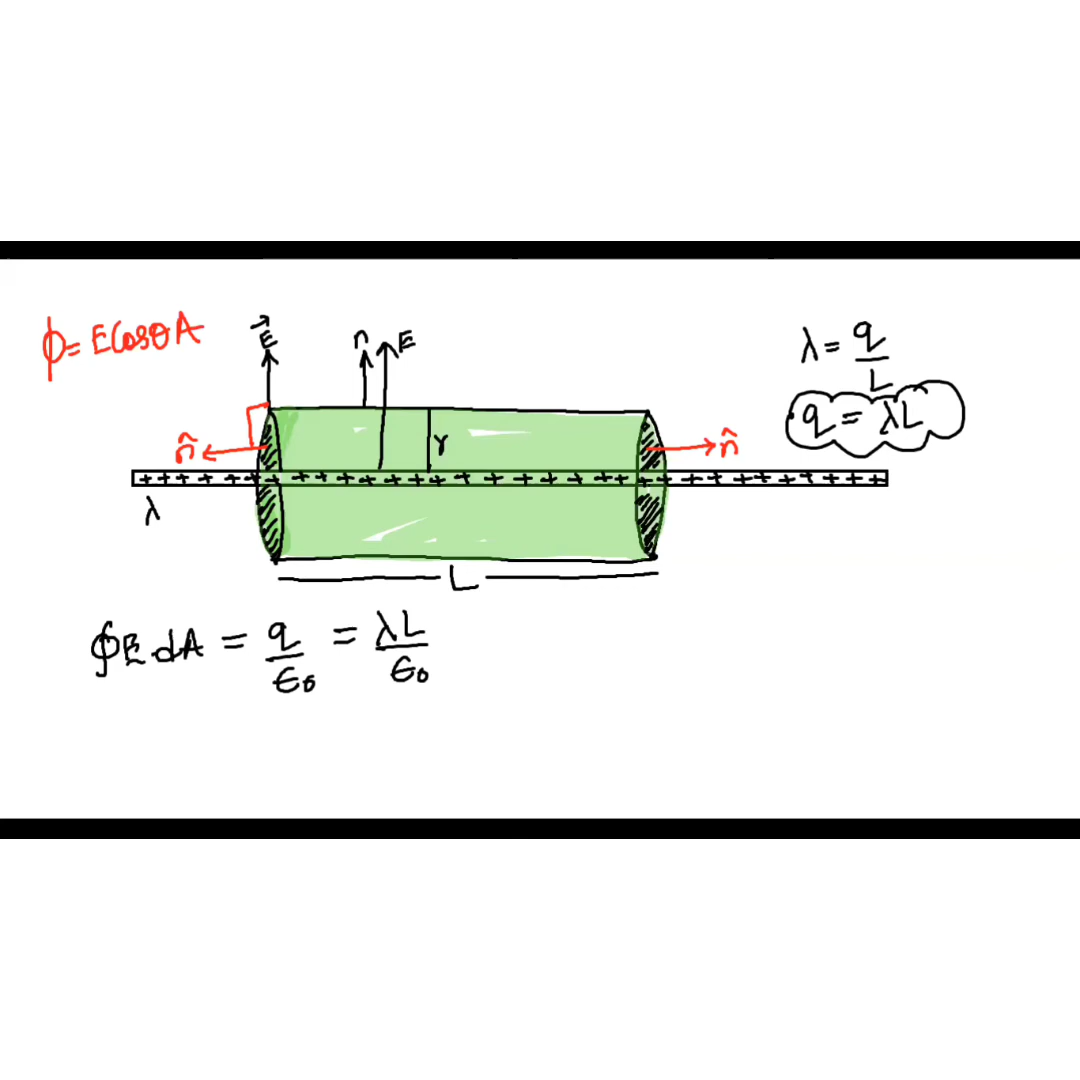 ϕ = E Cosθ A
E⃗
n E
λ = q/L
q = λL
n̂
r
n̂
+ + + + + + + + + + + + + + + + + + + + + + + + + + + + + + + +
λ
L
∮E.dA = q/ϵ₀ = λL/ϵ₀